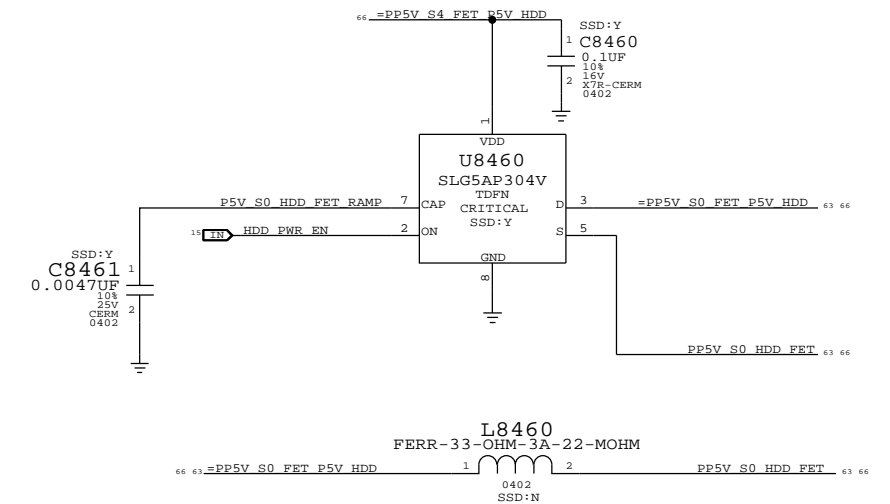 66 =PP5V_S4_FET_P5V_HDD
SSD:Y
1 C8460
0.1UF
10%
16V
2 X7R-CERM
0402
1
VDD
U8460
SLG5AP304V
TDFN
CRITICAL
SSD:Y
P5V_S0_HDD_FET_RAMP 7 CAP
D 3 =PP5V_S0_FET_P5V_HDD 63 66
15 IN HDD_PWR_EN 2 ON
S 5
GND
8
SSD:Y
C8461 1
0.0047UF
10%
25V
2
CERM
0402
PP5V_S0_HDD_FET 63 66
L8460
FERR-33-OHM-3A-22-MOHM
66 63 =PP5V_S0_FET_P5V_HDD 1 2 PP5V_S0_HDD_FET 63 66
0402
SSD:N